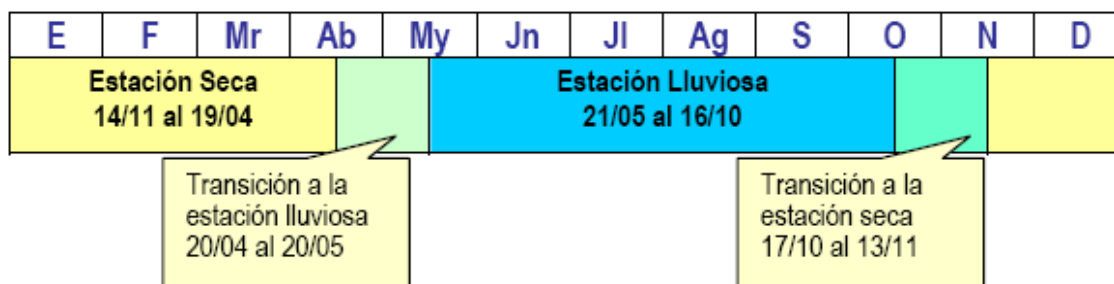 E F Mr Ab My Jn Jl Ag S O N D
Estación Seca
14/11 al 19/04
Estación Lluviosa
21/05 al 16/10
Transición a la
estación lluviosa
20/04 al 20/05
Transición a la
estación seca
17/10 al 13/11